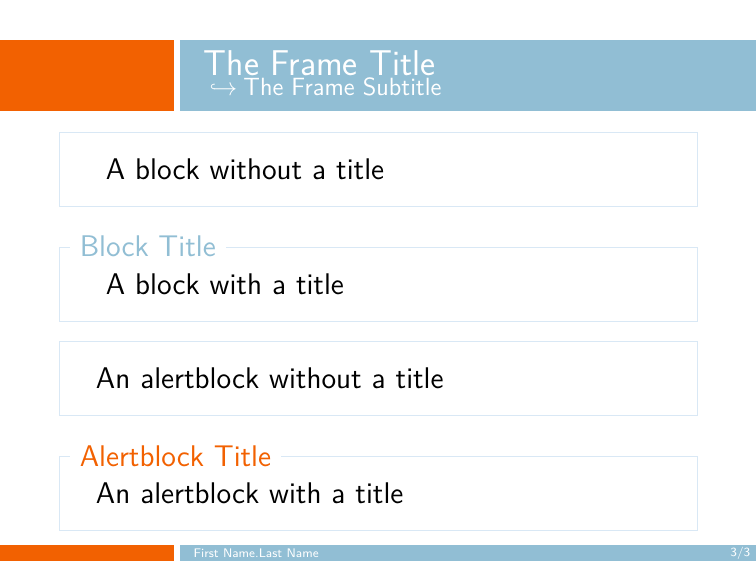 The Frame Title
↪ The Frame Subtitle
A block without a title
Block Title
A block with a title
An alertblock without a title
Alertblock Title
An alertblock with a title
First Name.Last Name
3/3